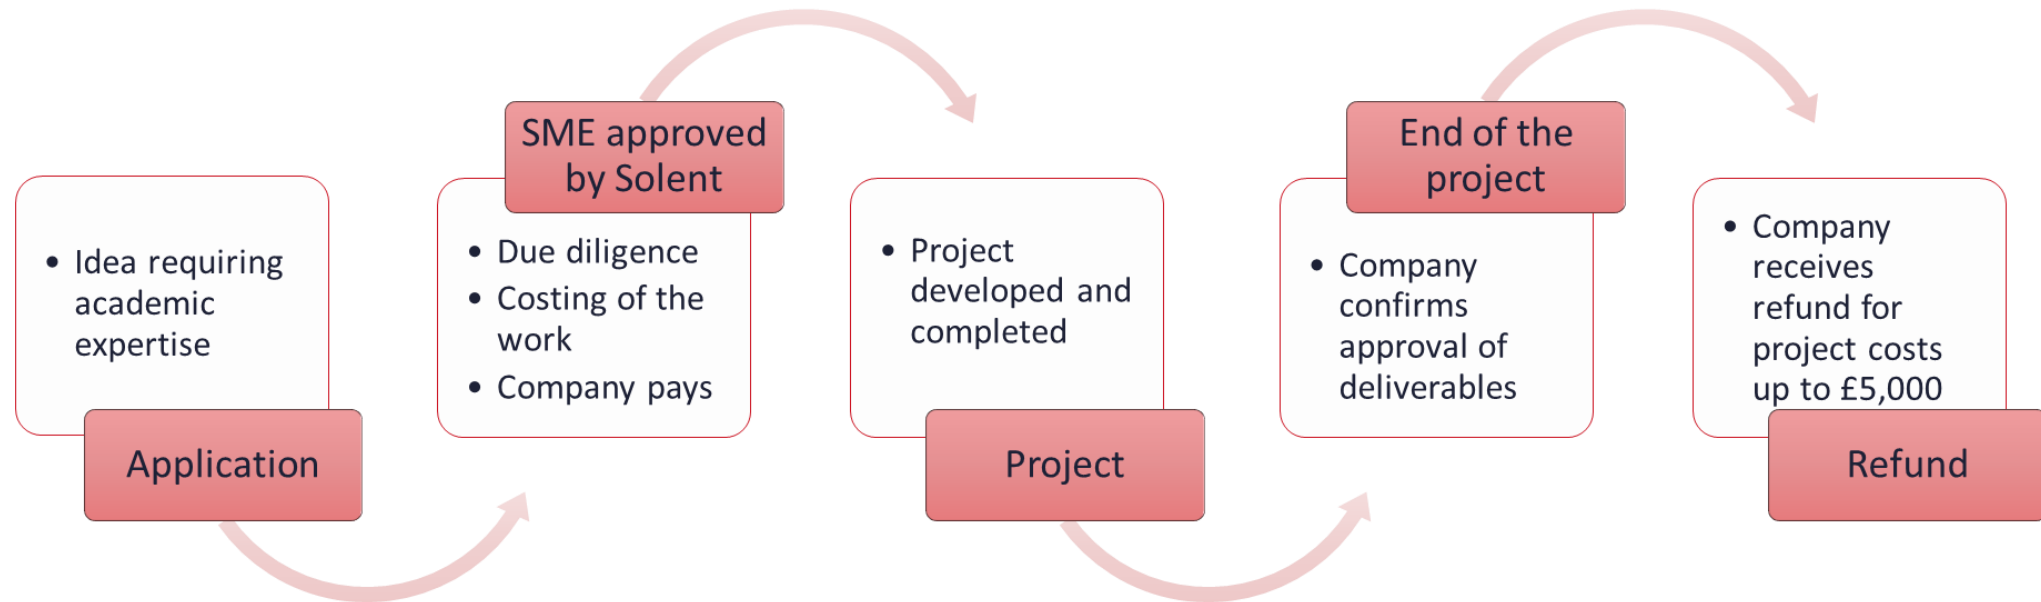 • Idea requiring
academic
expertise
Application
SME approved
by Solent
• Due diligence
• Costing of the
work
• Company pays
• Project
developed and
completed
Project
End of the
project
• Company
confirms
approval of
deliverables
• Company
receives
refund for
project costs
up to £5,000
Refund